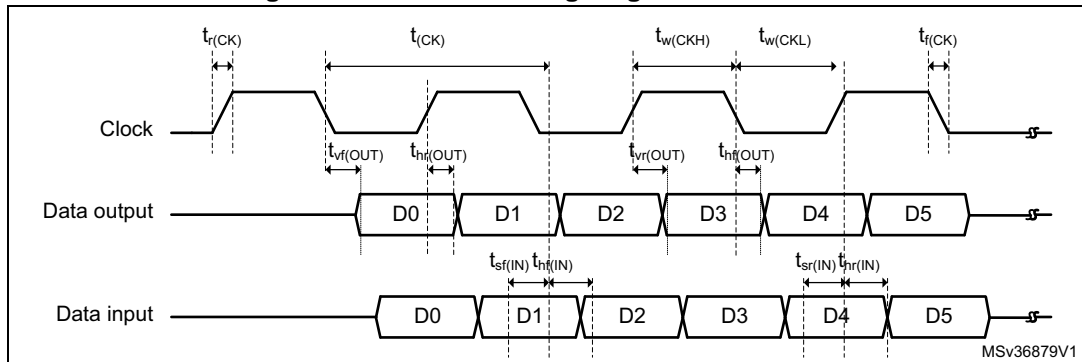 tr(CK) t(CK) tw(CKH) tw(CKL) tf(CK)
Clock
tvf(OUT) thr(OUT) tvr(OUT) thf(OUT)
Data output D0 D1 D2 D3 D4 D5
tsf(IN) thf(IN) tsr(IN) thr(IN)
Data input D0 D1 D2 D3 D4 D5
MSv36879V1